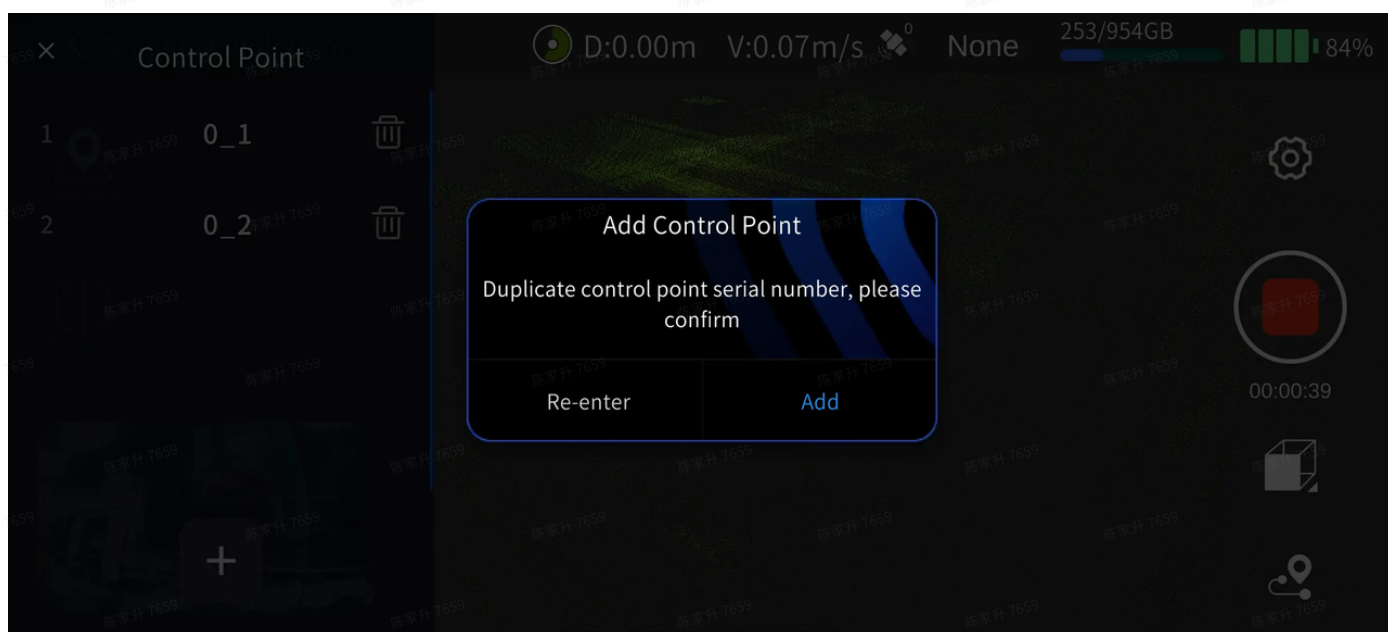 Control Point
D:0.00m V:0.07m/s 0 None 253/954GB 84%
1 0_1
2 0_2
Add Control Point
Duplicate control point serial number, please
confirm
Re-enter Add
00:00:39
陈家升 7659